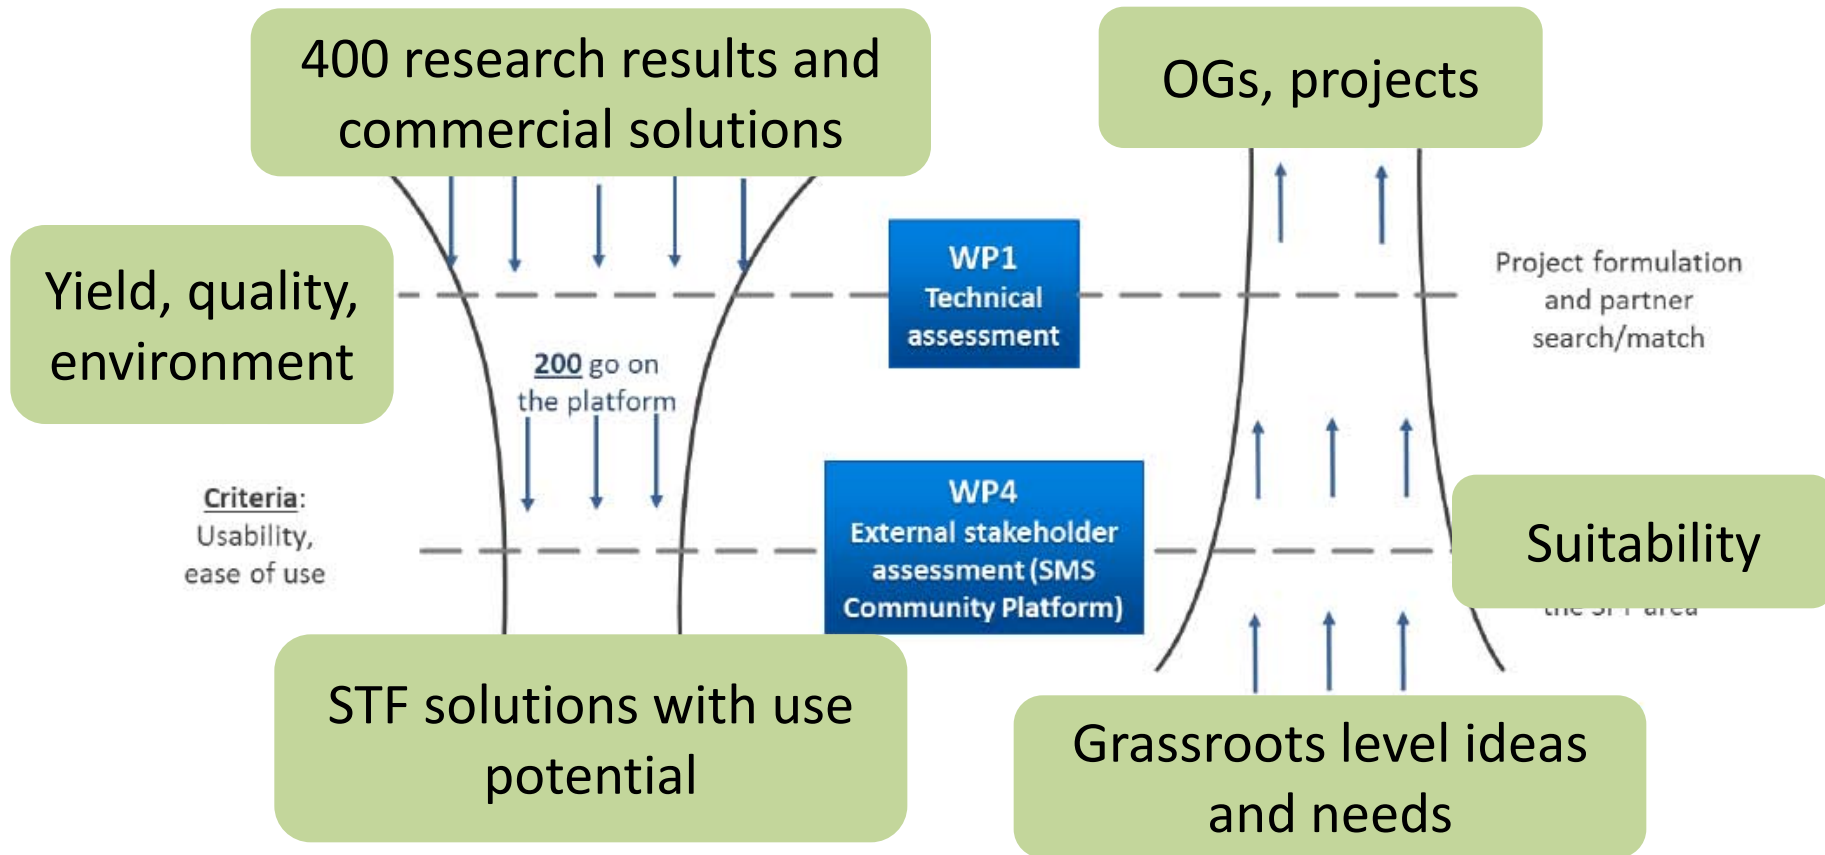 400 research results and
commercial solutions
OGs, projects
Yield, quality,
environment
WP1
Technical
assessment
Project formulation
and partner
search/match
200 go on
the platform
Criteria:
Usability,
ease of use
WP4
External stakeholder
assessment (SMS
Community Platform)
Suitability
STF solutions with use
potential
Grassroots level ideas
and needs